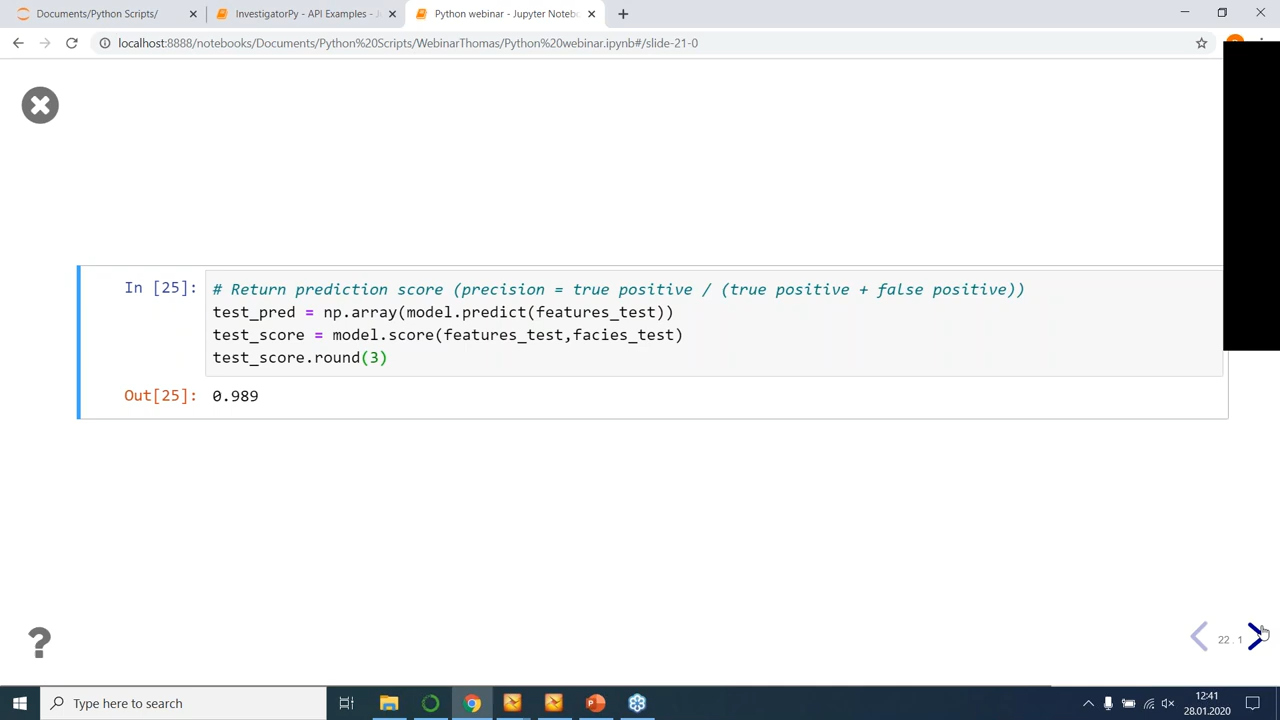 Documents/Python Scripts/
InvestigatorPy - API Examples - J
Python webinar - Jupyter Notebo
localhost:8888/notebooks/Documents/Python%20Scripts/WebinarThomas/Python%20webinar.ipynb#/slide-21-0
In [25]:
# Return prediction score (precision = true positive / (true positive + false positive))
test_pred = np.array(model.predict(features_test))
test_score = model.score(features_test,facies_test)
test_score.round(3)
Out[25]: 0.989
?
22 . 1
Type here to search
12:41
28.01.2020